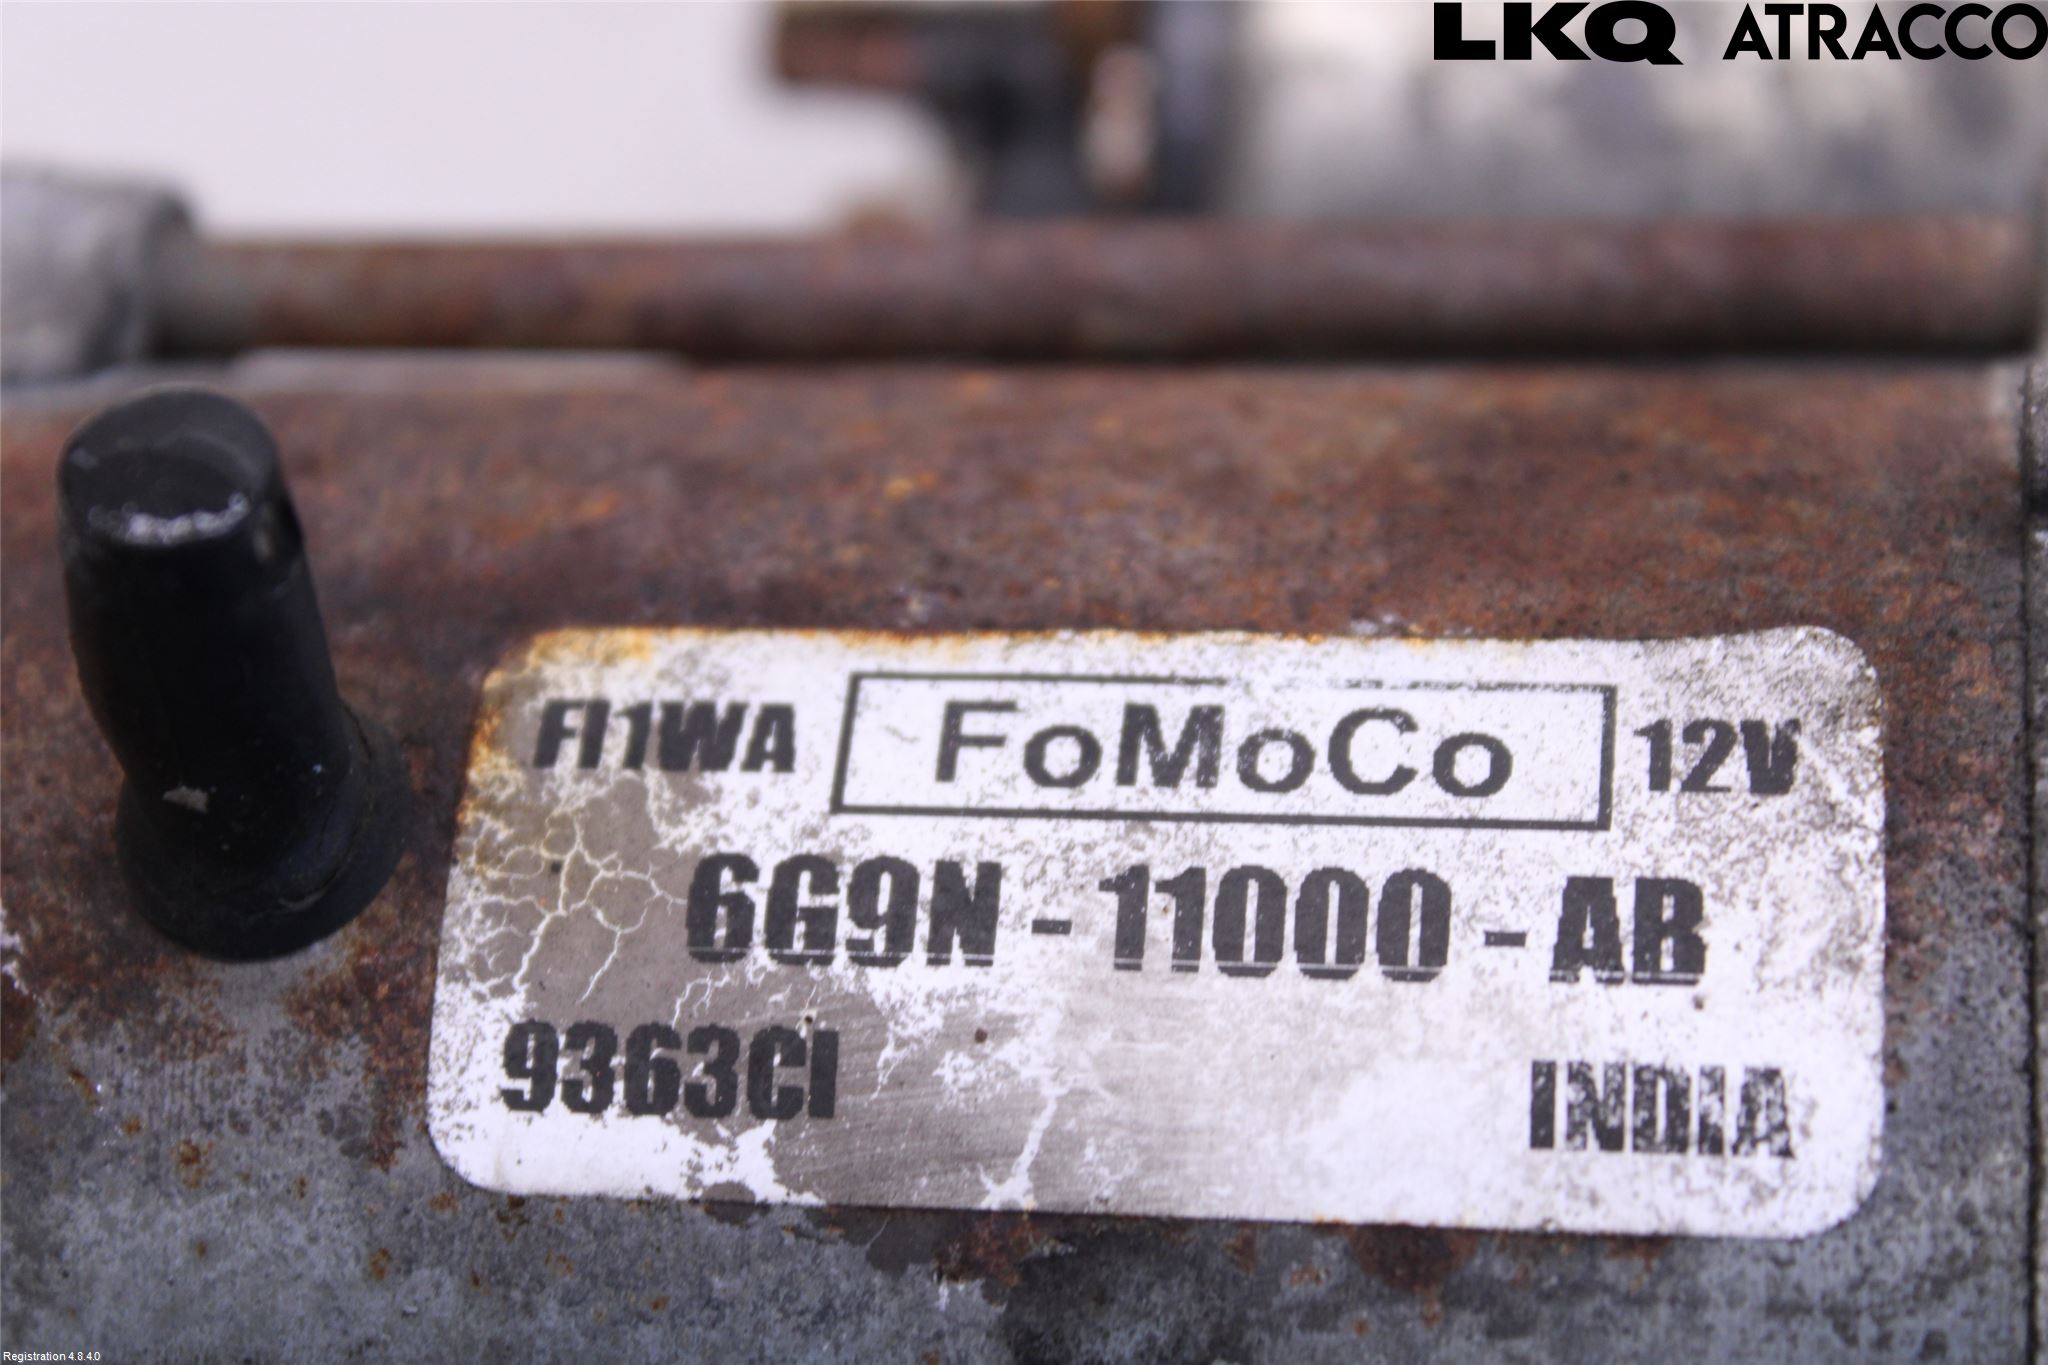 LKQ ATRACCO
FI1WA FoMoCo 12V
6G9N - 11000 - AB
9363CI
INDIA
Registration 4.8.4.0